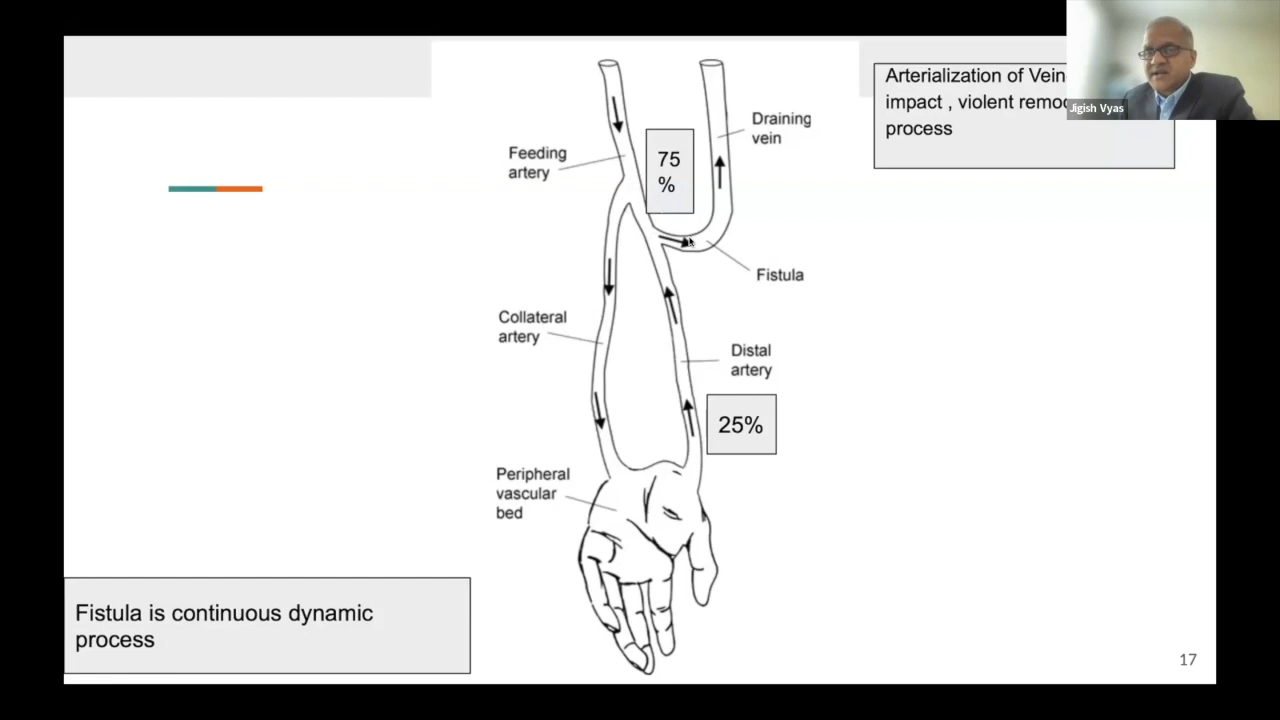 Arterialization of Vein
impact , violent
process
Jigish Vyas
Draining
vein
Feeding
artery
75
%
Fistula
Collateral
artery
Distal
artery
25%
Peripheral
vascular
bed
Fistula is continuous dynamic
process
17